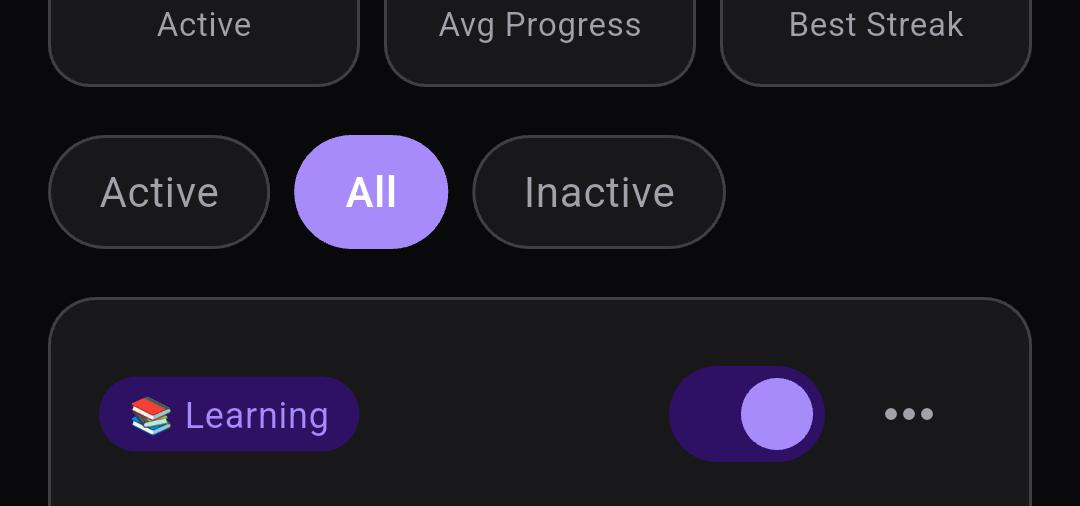 Active Avg Progress Best Streak
Active All Inactive
📚 Learning